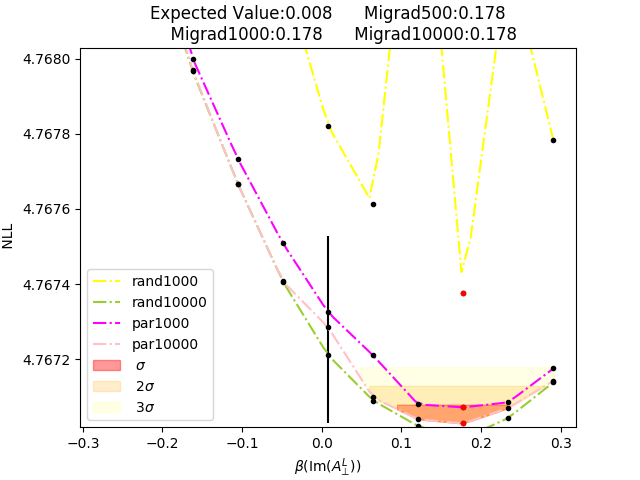 Expected Value:0.008 Migrad500:0.178
Migrad1000:0.178 Migrad10000:0.178
4.7680
4.7678
4.7676
4.7674
4.7672
NLL
rand1000
rand10000
par1000
par10000
σ
2σ
3σ
−0.3 −0.2 −0.1 0.0 0.1 0.2 0.3
β(Im(A_⊥^L))